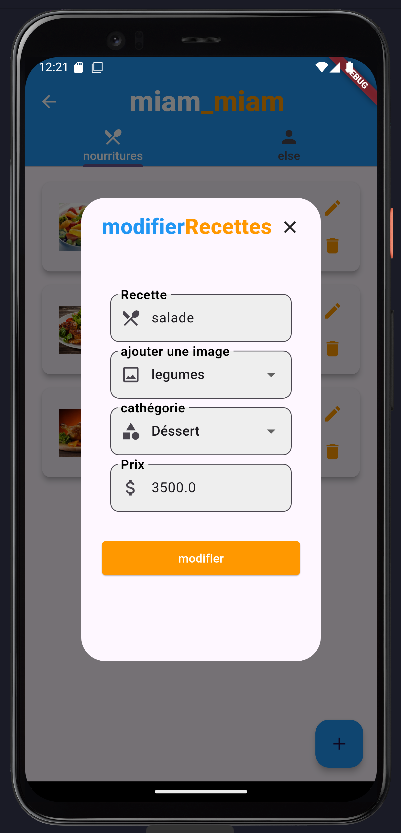 12:21
DEBUG
miam_miam
nourritures
else
modifierRecettes
Recette
salade
ajouter une image
legumes
cathégorie
Déssert
Prix
3500.0
modifier